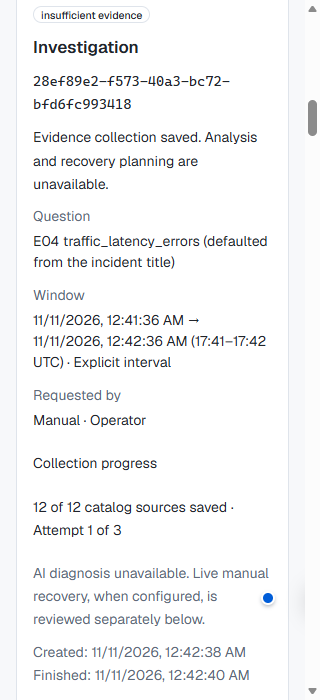 insufficient evidence
Investigation
28ef89e2-f573-40a3-bc72-
bfd6fc993418
Evidence collection saved. Analysis
and recovery planning are
unavailable.
Question
E04 traffic_latency_errors (defaulted
from the incident title)
Window
11/11/2026, 12:41:36 AM →
11/11/2026, 12:42:36 AM (17:41–17:42
UTC) · Explicit interval
Requested by
Manual · Operator
Collection progress
12 of 12 catalog sources saved ·
Attempt 1 of 3
AI diagnosis unavailable. Live manual
recovery, when configured, is
reviewed separately below.
Created: 11/11/2026, 12:42:38 AM
Finished: 11/11/2026, 12:42:40 AM